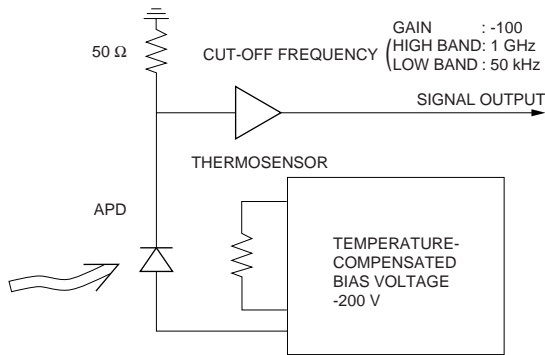 GAIN : -100
50 Ω
CUT-OFF FREQUENCY
HIGH BAND: 1 GHz
LOW BAND : 50 kHz
SIGNAL OUTPUT
THERMOSENSOR
APD
TEMPERATURE-
COMPENSATED
BIAS VOLTAGE
-200 V